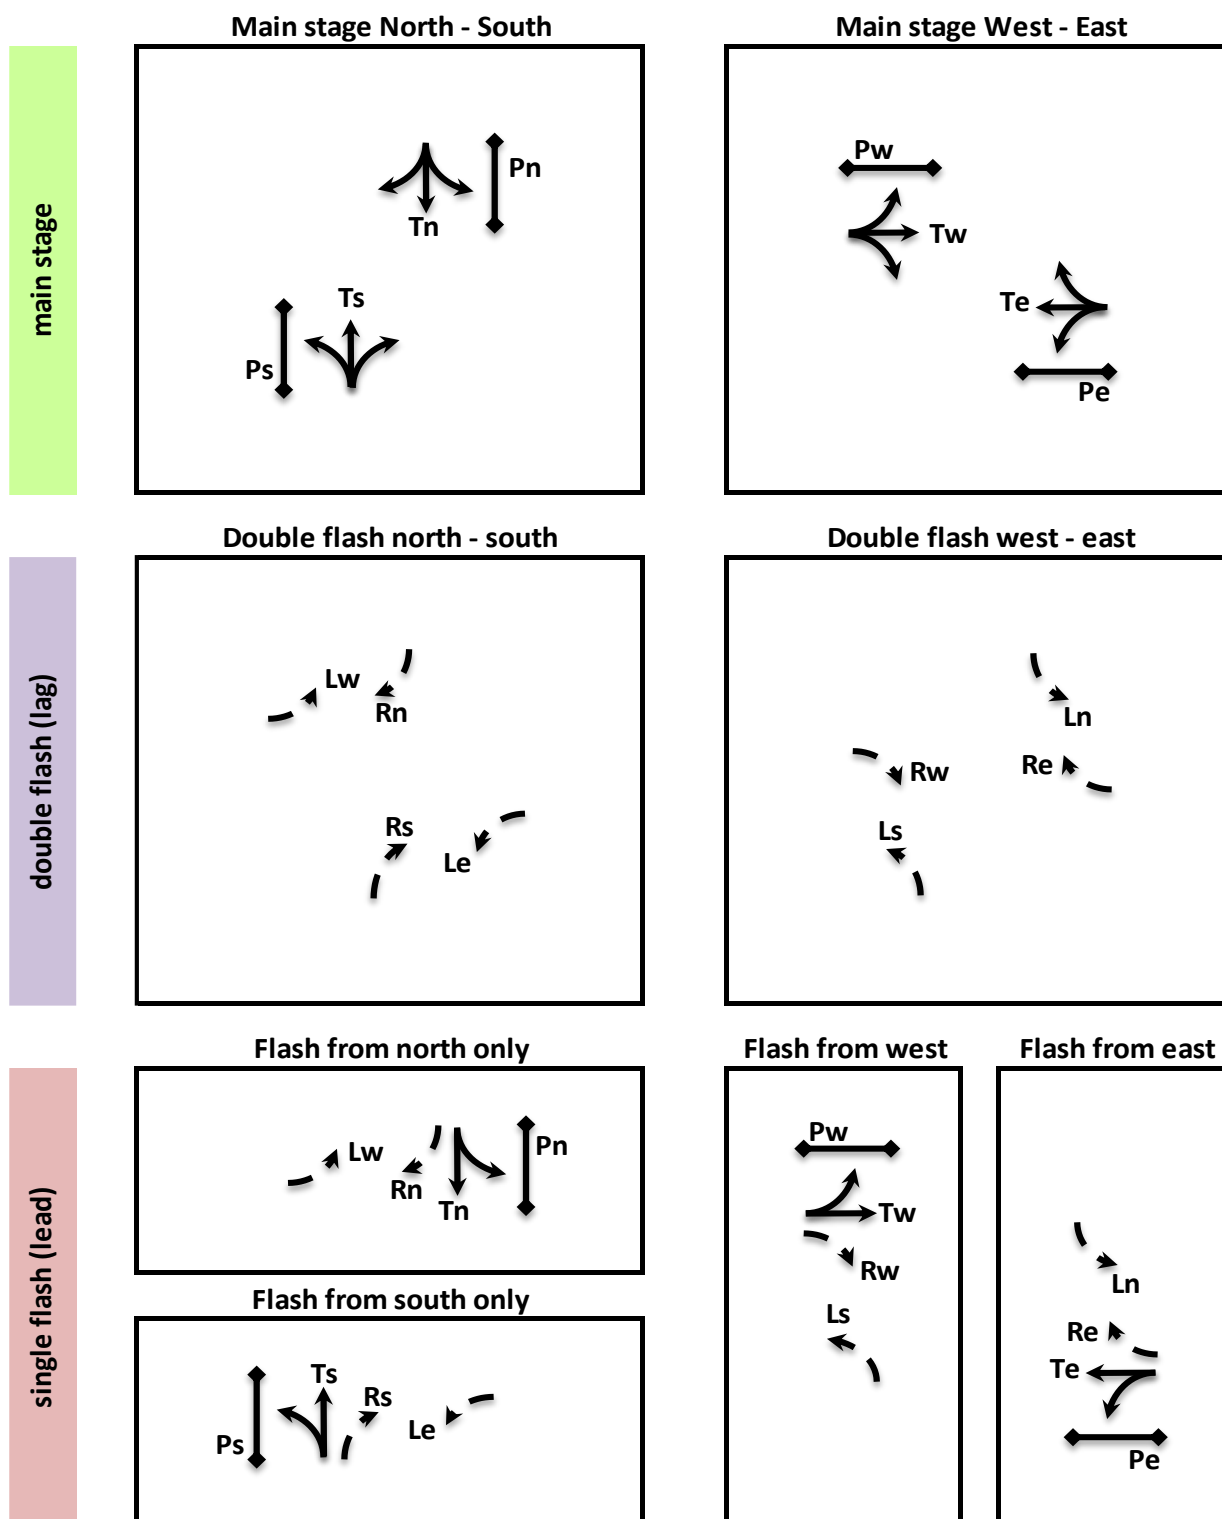 Main stage North - South
Main stage West - East
main stage
Pn
Tn
Ts
Ps
Pw
Tw
Te
Pe
Double flash north - south
Double flash west - east
double flash (lag)
Lw
Rn
Rs
Le
Ln
Rw
Re
Ls
Flash from north only
Flash from west
Flash from east
single flash (lead)
Lw
Rn
Tn
Pn
Flash from south only
Ts
Rs
Ps
Le
Pw
Tw
Rw
Ls
Ln
Re
Te
Pe